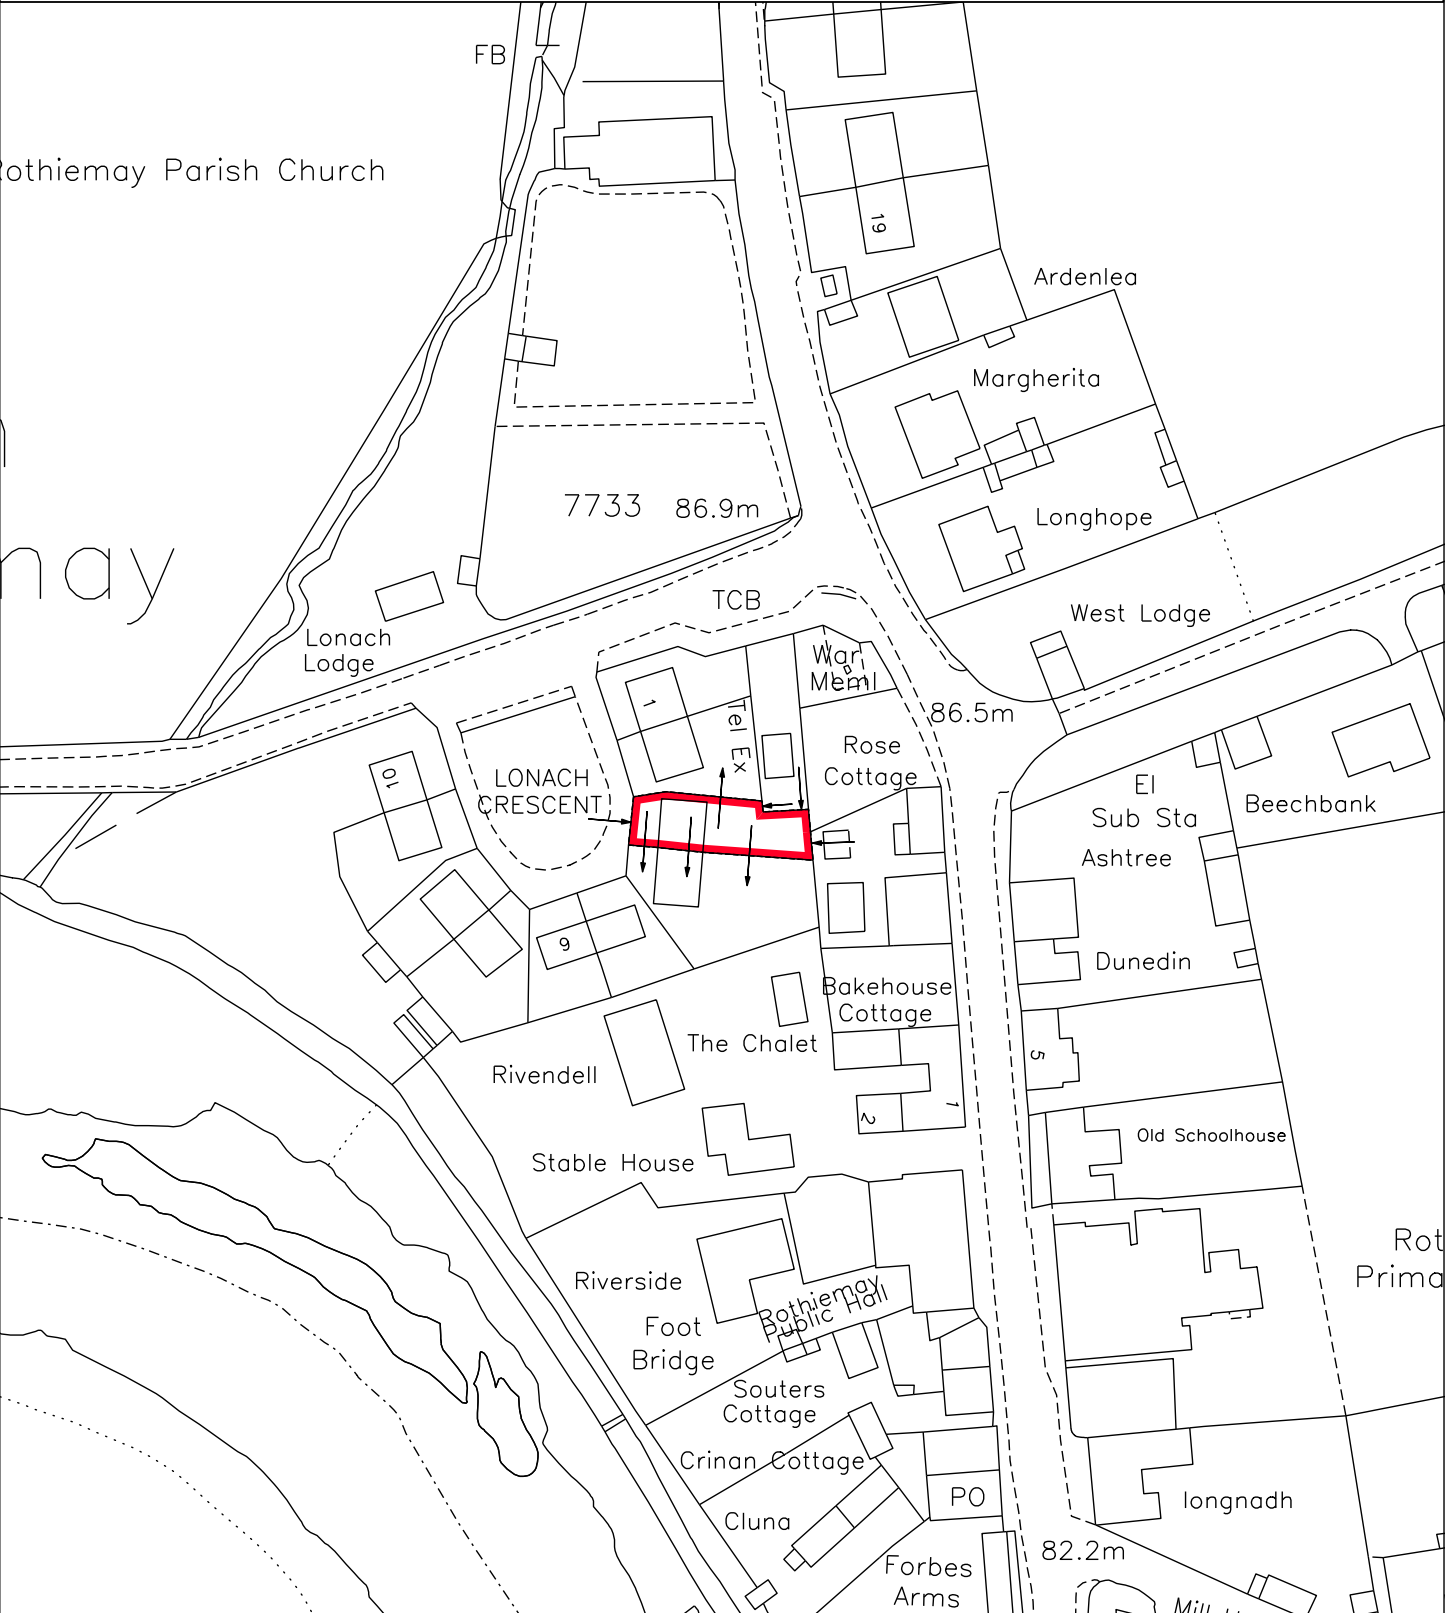 FB
Rothiemay Parish Church
19
Ardenlea
Margherita
7733
86.9m
Longhope
may
TCB
West Lodge
Lonach
Lodge
War
Meml
1
Tel Ex
86.5m
Rose
Cottage
10
LONACH
CRESCENT
El
Sub Sta
Beechbank
Ashtree
6
Dunedin
Bakehouse
Cottage
The Chalet
5
Rivendell
1
2
Old Schoolhouse
Stable House
Rot
Prima
Riverside
Rothiemay
Public Hall
Foot
Bridge
Souters
Cottage
Crinan Cottage
PO
Iongnadh
Cluna
82.2m
Forbes
Arms